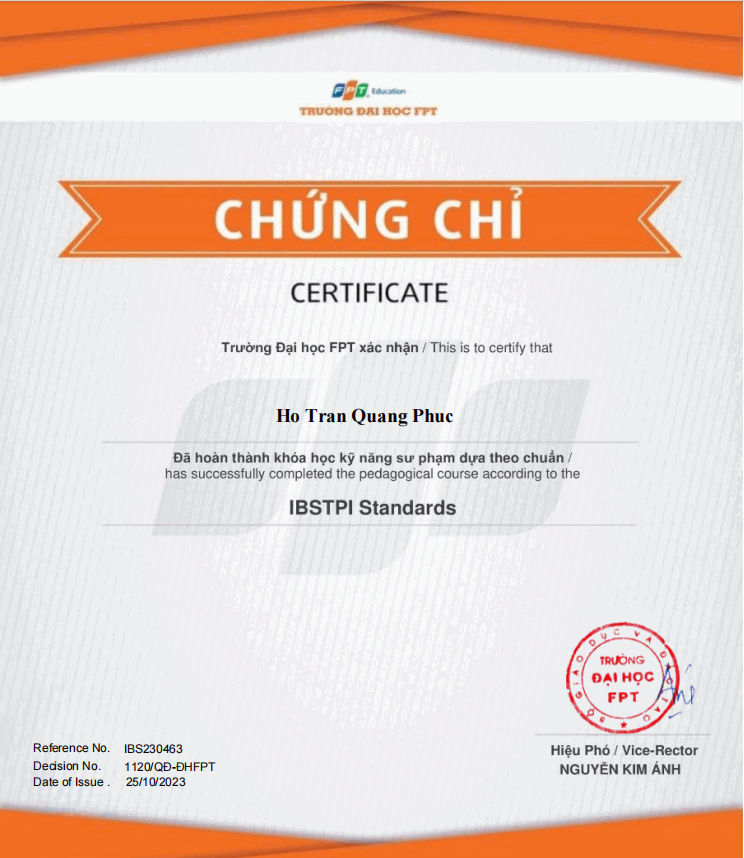 FPT Education
TRƯỜNG ĐẠI HỌC FPT
CHỨNG CHỈ
CERTIFICATE
Trường Đại học FPT xác nhận / This is to certify that
Ho Tran Quang Phuc
Đã hoàn thành khóa học kỹ năng sư phạm dựa theo chuẩn /
has successfully completed the pedagogical course according to the
IBSTPI Standards
BỘ GIÁO DỤC VÀ ĐÀO TẠO
TRƯỜNG
ĐẠI HỌC
FPT
Hiệu Phó / Vice-Rector
NGUYỄN KIM ÁNH
Reference No. IBS230463
Decision No. 1120/QĐ-ĐHFPT
Date of Issue . 25/10/2023